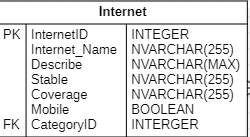 Internet
PK InternetID INTEGER
Internet_Name NVARCHAR(255)
Describe NVARCHAR(MAX)
Stable NVARCHAR(255)
Coverage NVARCHAR(255)
Mobile BOOLEAN
FK CategoryID INTERGER